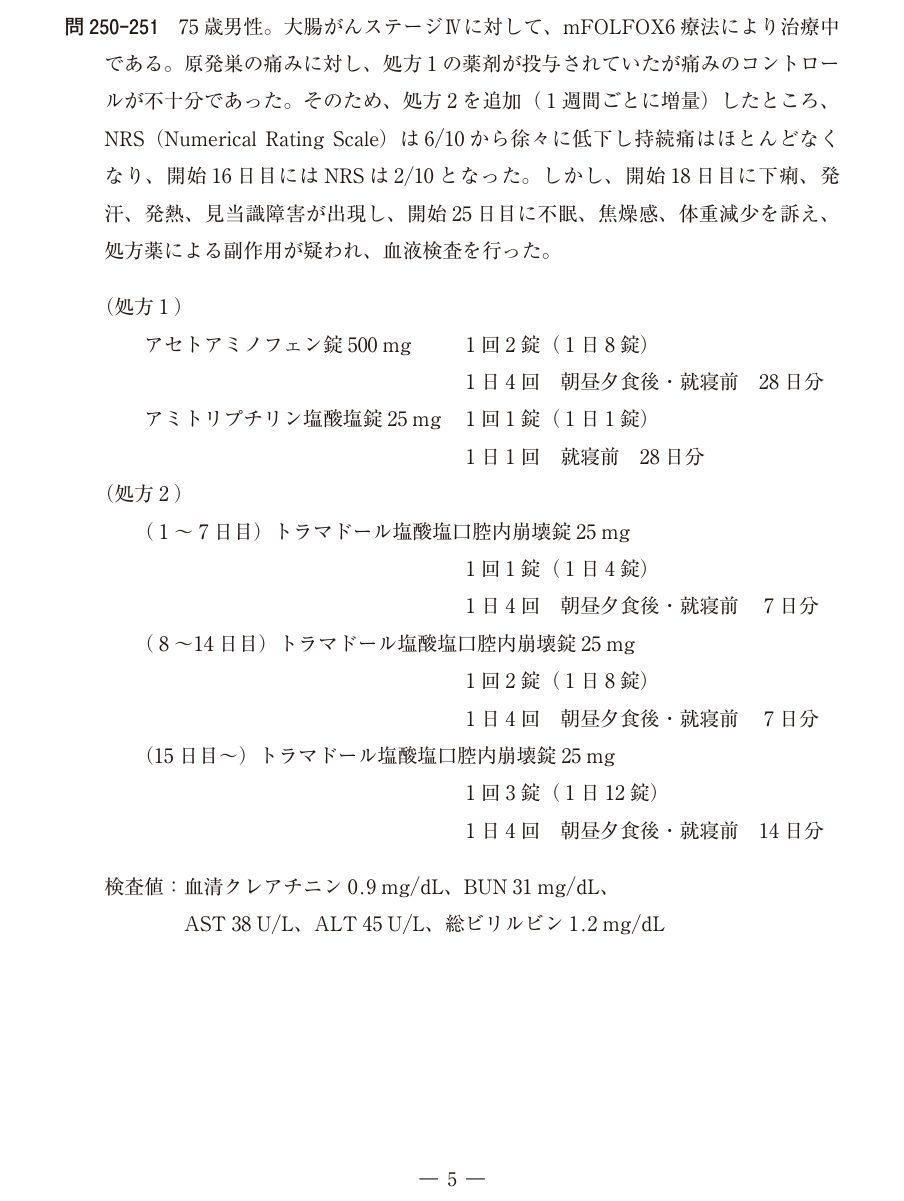 問 250-251　75 歳男性。大腸がんステージⅣに対して、mFOLFOX6 療法により治療中
である。原発巣の痛みに対し、処方 1 の薬剤が投与されていたが痛みのコントロー
ルが不十分であった。そのため、処方 2 を追加（ 1 週間ごとに増量）したところ、
NRS（Numerical Rating Scale）は 6/10 から徐々に低下し持続痛はほとんどなく
なり、開始 16 日目には NRS は 2/10 となった。しかし、開始 18 日目に下痢、発
汗、発熱、見当識障害が出現し、開始 25 日目に不眠、焦燥感、体重減少を訴え、
処方薬による副作用が疑われ、血液検査を行った。
（処方 1 ）
アセトアミノフェン錠 500 mg　　1 回 2 錠（ 1 日 8 錠）
1 日 4 回　朝昼夕食後・就寝前　28 日分
アミトリプチリン塩酸塩錠 25 mg　1 回 1 錠（ 1 日 1 錠）
1 日 1 回　就寝前　28 日分
（処方 2 ）
（ 1 〜 7 日目）トラマドール塩酸塩口腔内崩壊錠 25 mg
1 回 1 錠（ 1 日 4 錠）
1 日 4 回　朝昼夕食後・就寝前　7 日分
（ 8 〜14 日目）トラマドール塩酸塩口腔内崩壊錠 25 mg
1 回 2 錠（ 1 日 8 錠）
1 日 4 回　朝昼夕食後・就寝前　7 日分
（15 日目〜）トラマドール塩酸塩口腔内崩壊錠 25 mg
1 回 3 錠（ 1 日 12 錠）
1 日 4 回　朝昼夕食後・就寝前　14 日分
検査値：血清クレアチニン 0.9 mg/dL、BUN 31 mg/dL、
AST 38 U/L、ALT 45 U/L、総ビリルビン 1.2 mg/dL
— 5 —